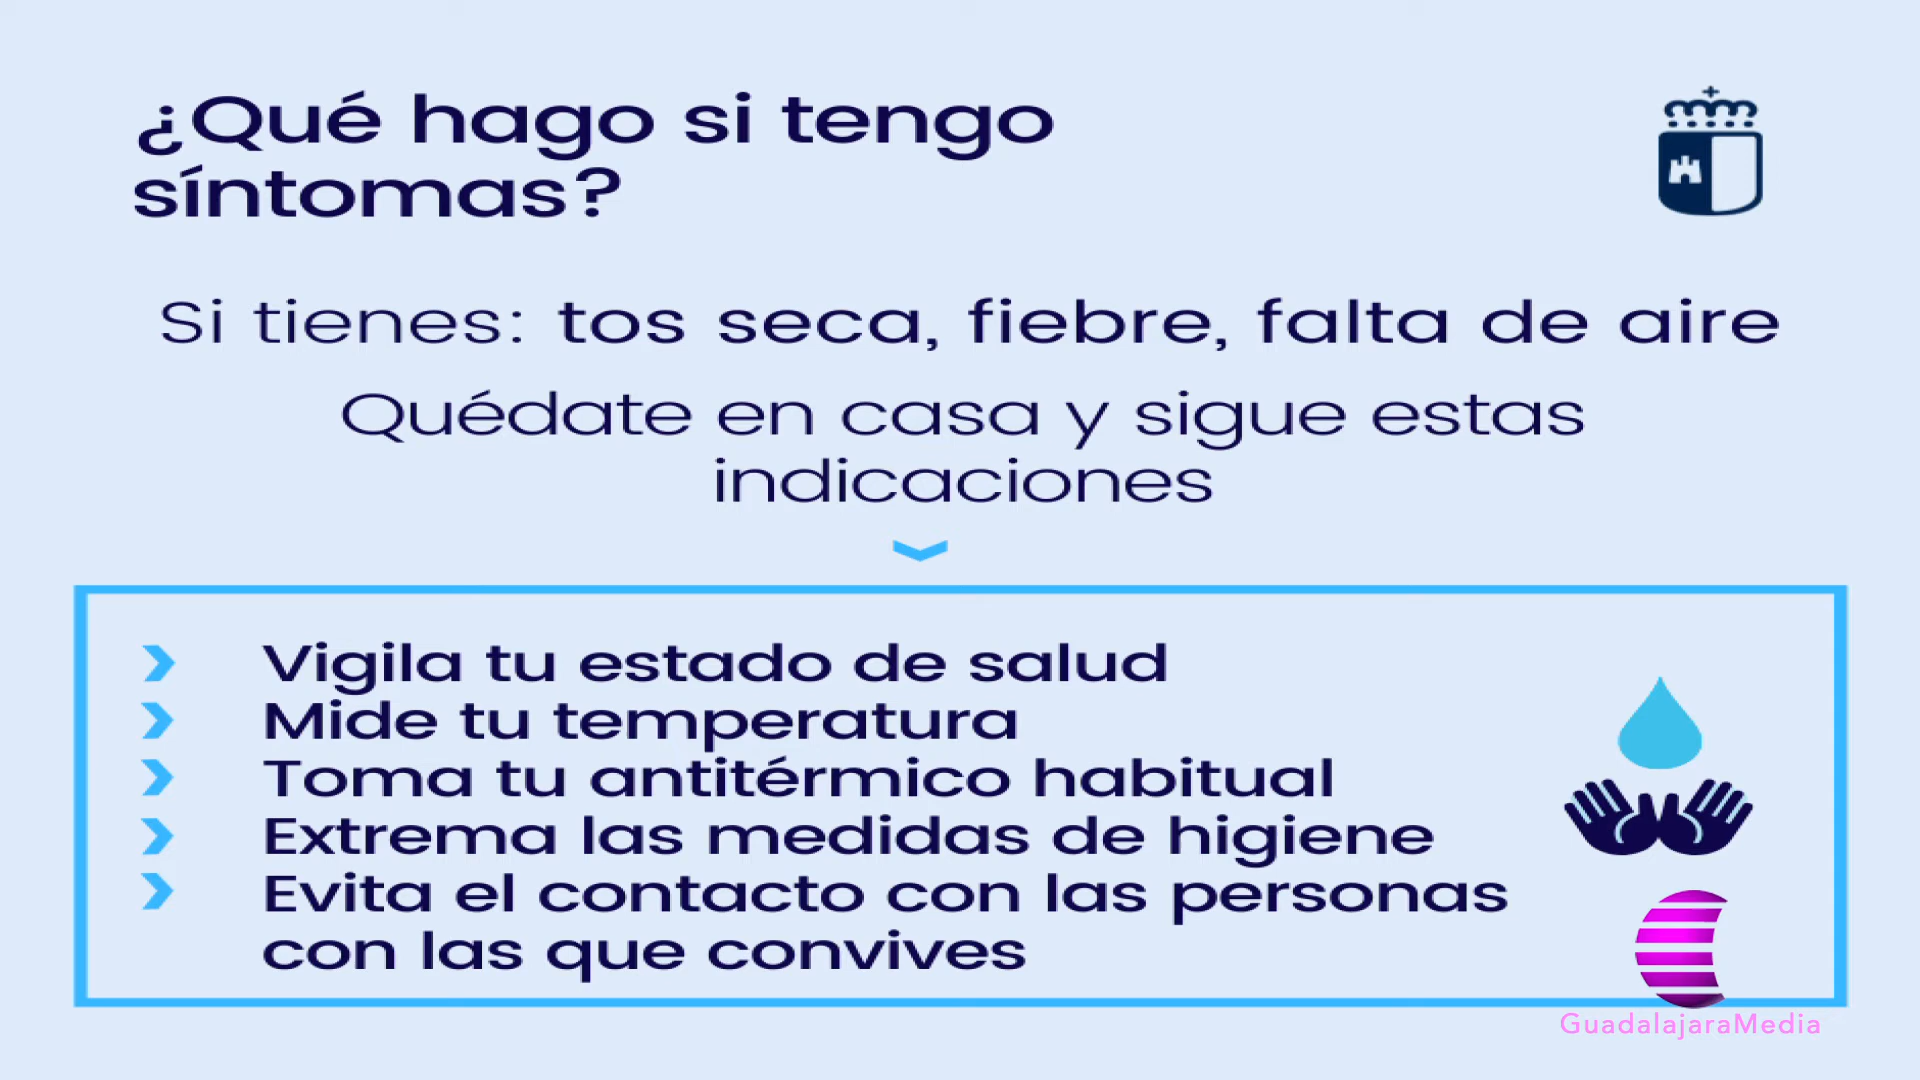 ¿Qué hago si tengo
síntomas?
Si tienes: tos seca, fiebre, falta de aire
Quédate en casa y sigue estas
indicaciones
Vigila tu estado de salud
Mide tu temperatura
Toma tu antitérmico habitual
Extrema las medidas de higiene
Evita el contacto con las personas
con las que convives
GuadalajaraMedia